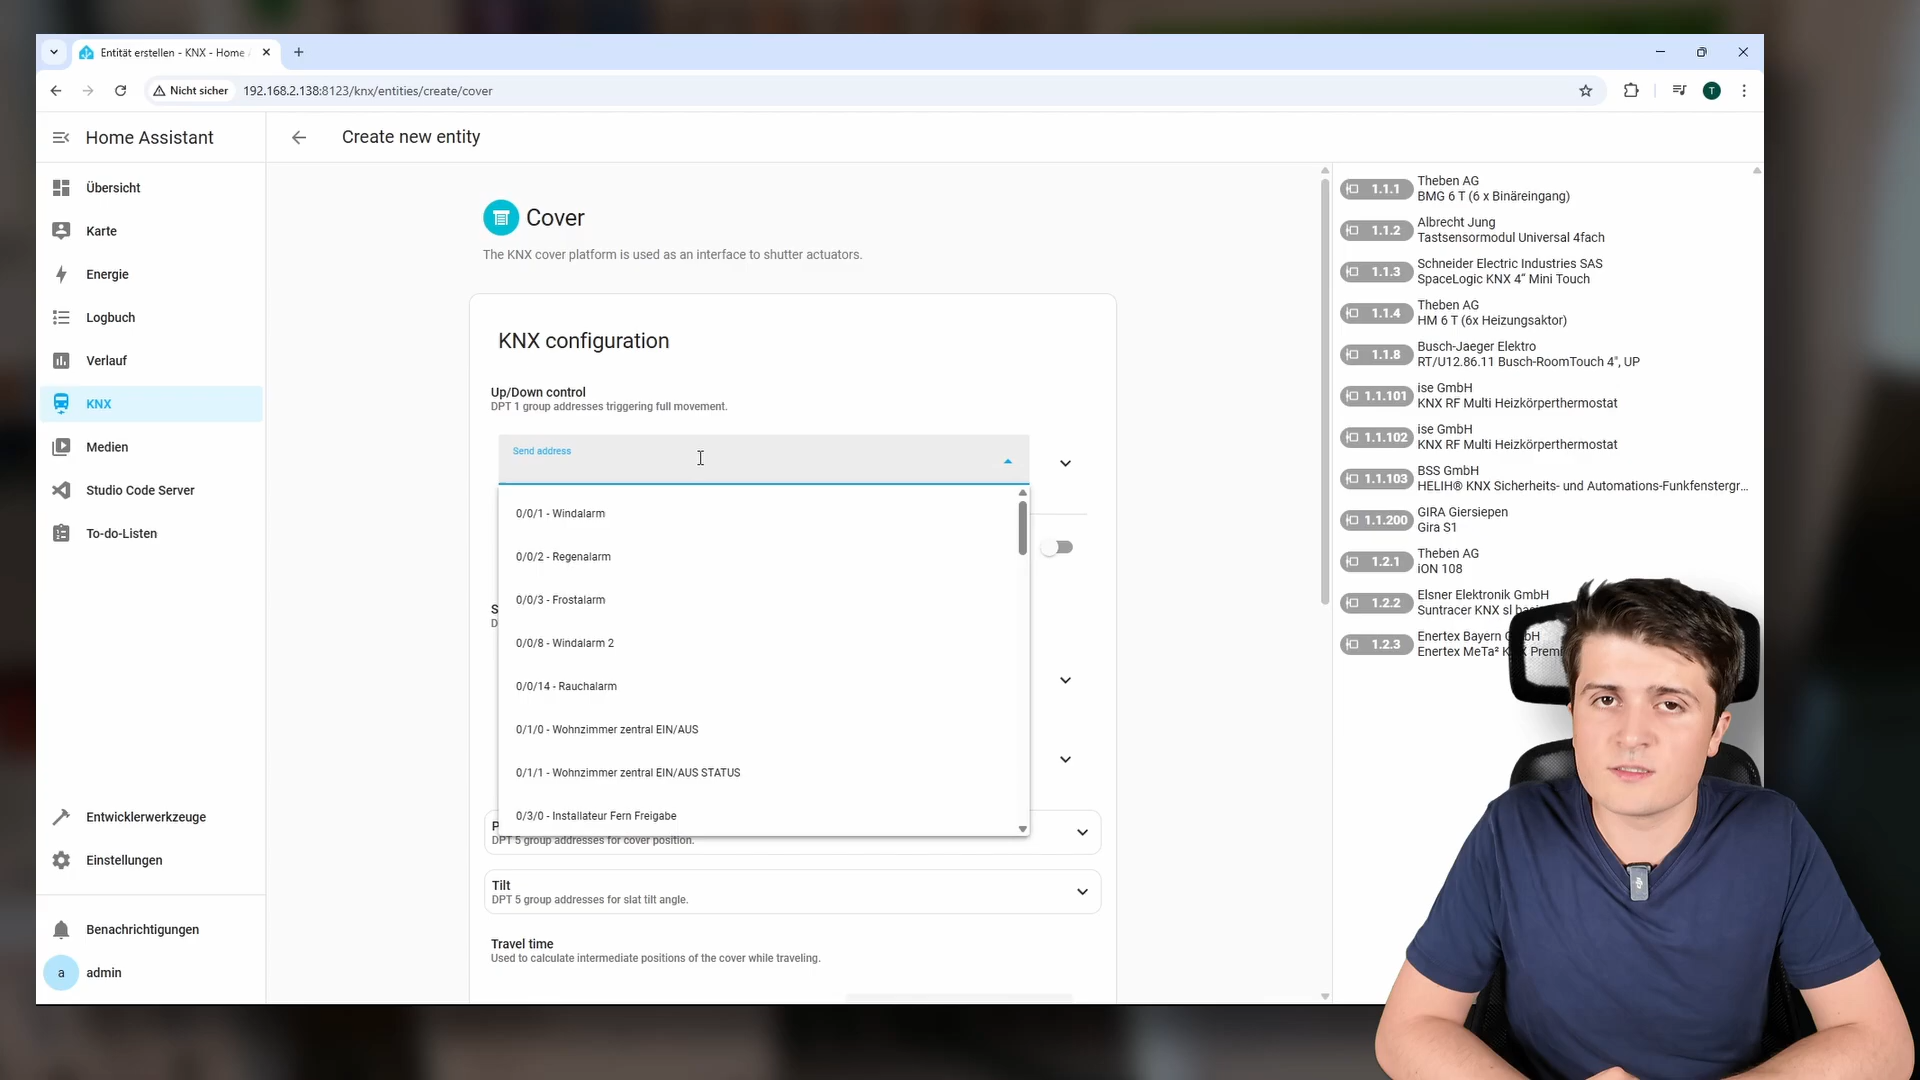 Entität erstellen - KNX - Home
Nicht sicher
192.168.2.138:8123/knx/entities/create/cover
T
Home Assistant
Create new entity
Übersicht
Karte
Energie
Logbuch
Verlauf
KNX
Medien
Studio Code Server
To-do-Listen
Entwicklerwerkzeuge
Einstellungen
Benachrichtigungen
a
admin
Cover
The KNX cover platform is used as an interface to shutter actuators.
KNX configuration
Up/Down control
DPT 1 group addresses triggering full movement.
Send address
0/0/1 - Windalarm
0/0/2 - Regenalarm
0/0/3 - Frostalarm
0/0/8 - Windalarm 2
0/0/14 - Rauchalarm
0/1/0 - Wohnzimmer zentral EIN/AUS
0/1/1 - Wohnzimmer zentral EIN/AUS STATUS
0/3/0 - Installateur Fern Freigabe
DPT 5 group addresses for cover position.
Tilt
DPT 5 group addresses for slat tilt angle.
Travel time
Used to calculate intermediate positions of the cover while traveling.
1.1.1
Theben AG
BMG 6 T (6 x Binäreingang)
1.1.2
Albrecht Jung
Tastsensormodul Universal 4fach
1.1.3
Schneider Electric Industries SAS
SpaceLogic KNX 4“ Mini Touch
1.1.4
Theben AG
HM 6 T (6x Heizungsaktor)
1.1.8
Busch-Jaeger Elektro
RT/U12.86.11 Busch-RoomTouch 4", UP
1.1.101
ise GmbH
KNX RF Multi Heizkörperthermostat
1.1.102
ise GmbH
KNX RF Multi Heizkörperthermostat
1.1.103
BSS GmbH
HELIH® KNX Sicherheits- und Automations-Funkfenstergr...
1.1.200
GIRA Giersiepen
Gira S1
1.2.1
Theben AG
iON 108
1.2.2
Elsner Elektronik GmbH
Suntracer KNX sl
1.2.3
Enertex Bayern
Enertex MeTa²